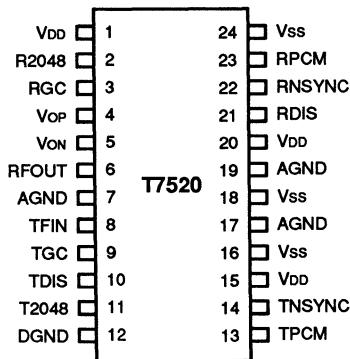 VDD 1 24 VSS
R2048 2 23 RPCM
RGC 3 22 RNSYNC
VOP 4 21 RDIS
VON 5 20 VDD
RFOUT 6 19 AGND
T7520
AGND 7 18 VSS
TFIN 8 17 AGND
TGC 9 16 VSS
TDIS 10 15 VDD
T2048 11 14 TNSYNC
DGND 12 13 TPCM